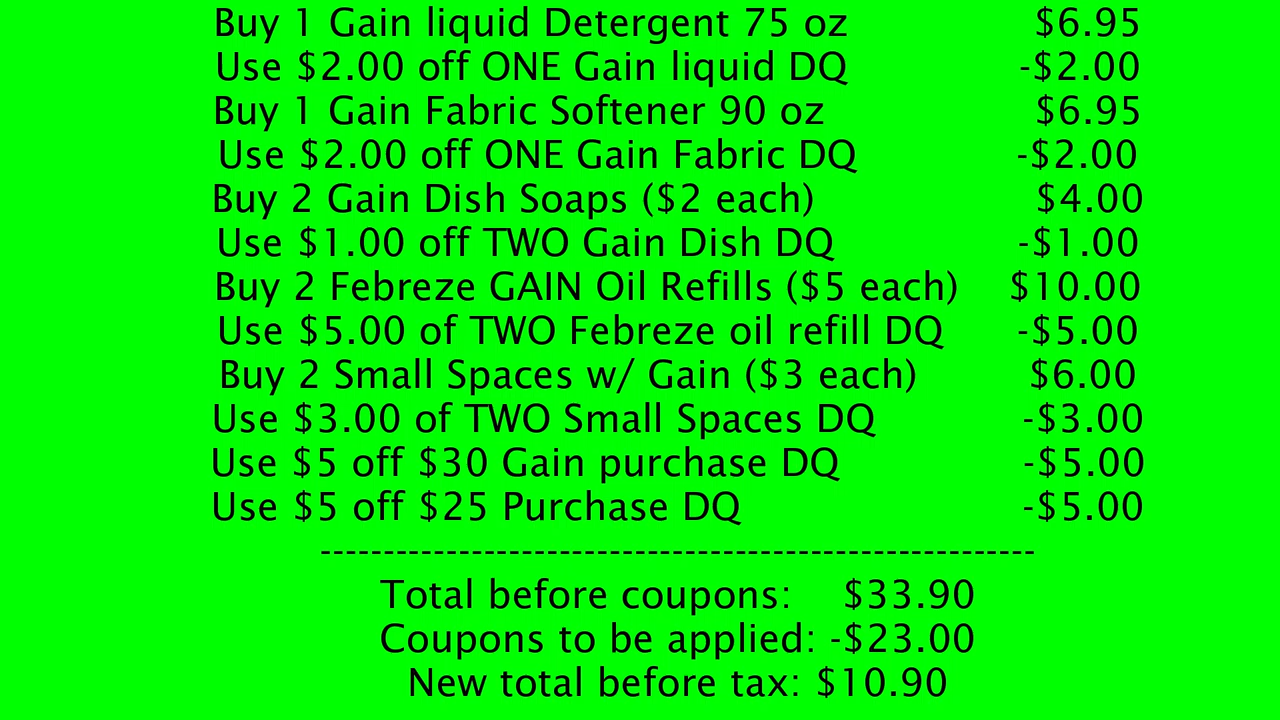 Buy 1 Gain liquid Detergent 75 oz $6.95
Use $2.00 off ONE Gain liquid DQ -$2.00
Buy 1 Gain Fabric Softener 90 oz $6.95
Use $2.00 off ONE Gain Fabric DQ -$2.00
Buy 2 Gain Dish Soaps ($2 each) $4.00
Use $1.00 off TWO Gain Dish DQ -$1.00
Buy 2 Febreze GAIN Oil Refills ($5 each) $10.00
Use $5.00 of TWO Febreze oil refill DQ -$5.00
Buy 2 Small Spaces w/ Gain ($3 each) $6.00
Use $3.00 of TWO Small Spaces DQ -$3.00
Use $5 off $30 Gain purchase DQ -$5.00
Use $5 off $25 Purchase DQ -$5.00
---------------------------------------------------------
Total before coupons: $33.90
Coupons to be applied: -$23.00
New total before tax: $10.90